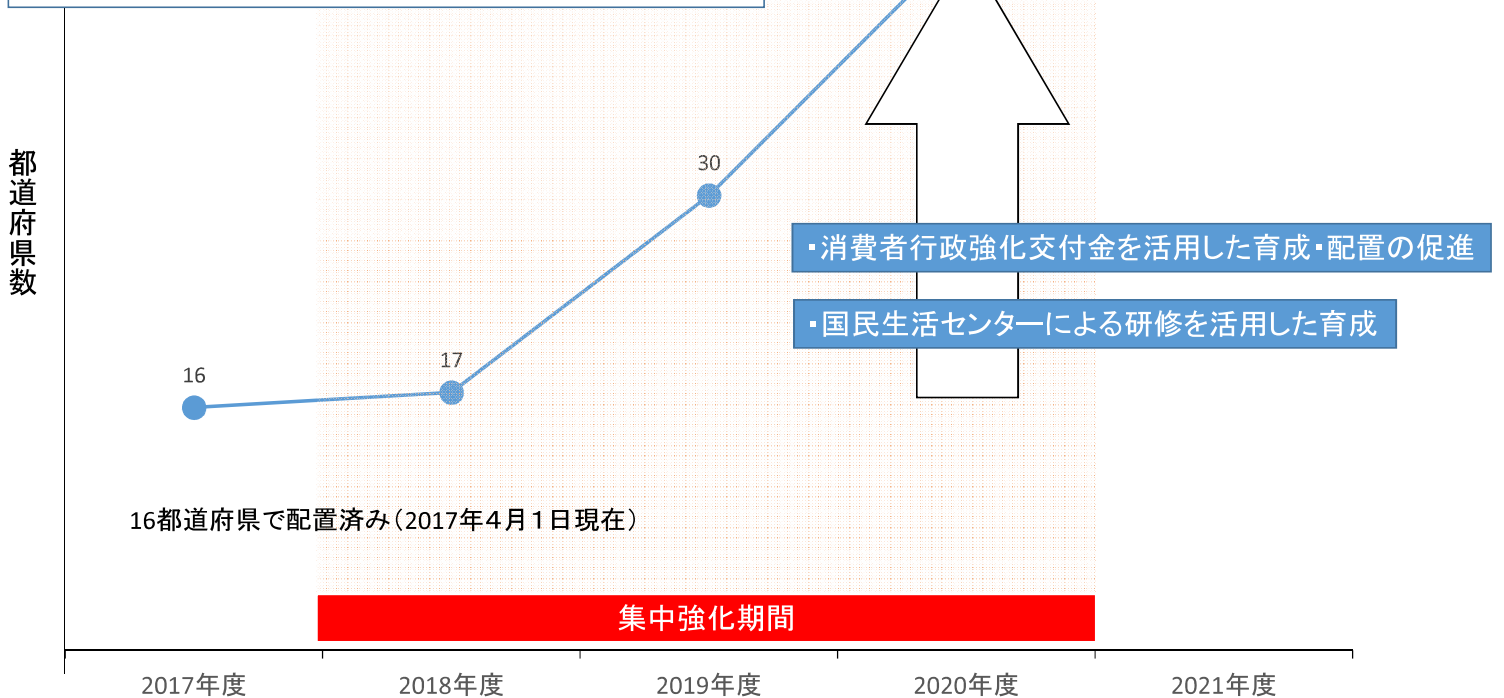 都道府県数
30
・消費者行政強化交付金を活用した育成・配置の促進
・国民生活センターによる研修を活用した育成
17
16
16都道府県で配置済み（2017年４月１日現在）
集中強化期間
2017年度
2018年度
2019年度
2020年度
2021年度